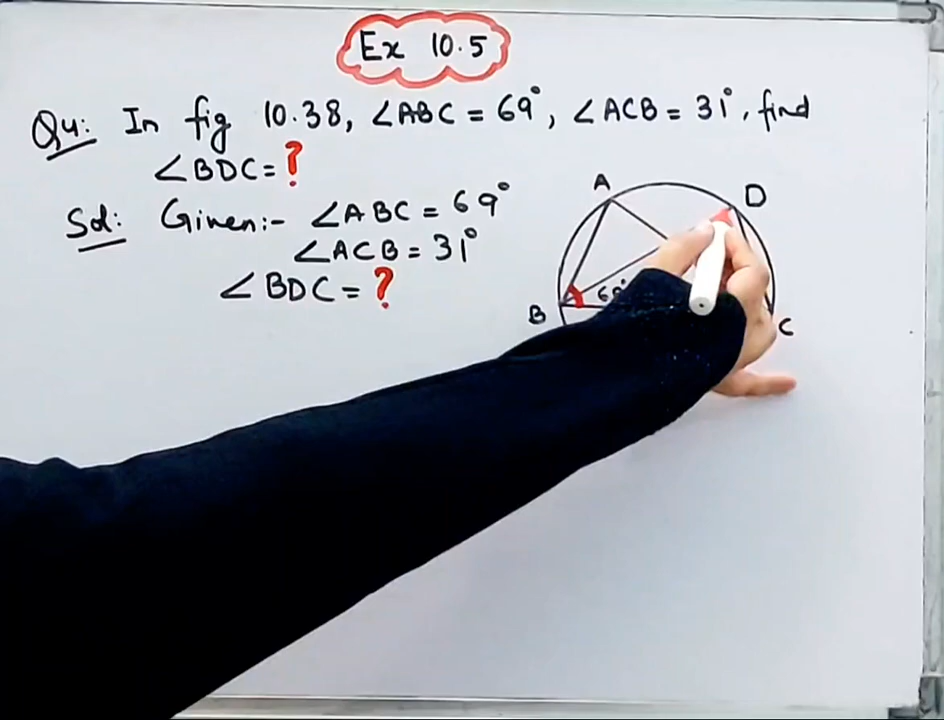 Ex 10.5
Q4: In fig 10.38, ∠ABC = 69°, ∠ACB = 31°, find
∠BDC = ?
Sol: Given:- ∠ABC = 69°
∠ACB = 31°
∠BDC = ?
A
D
B
C